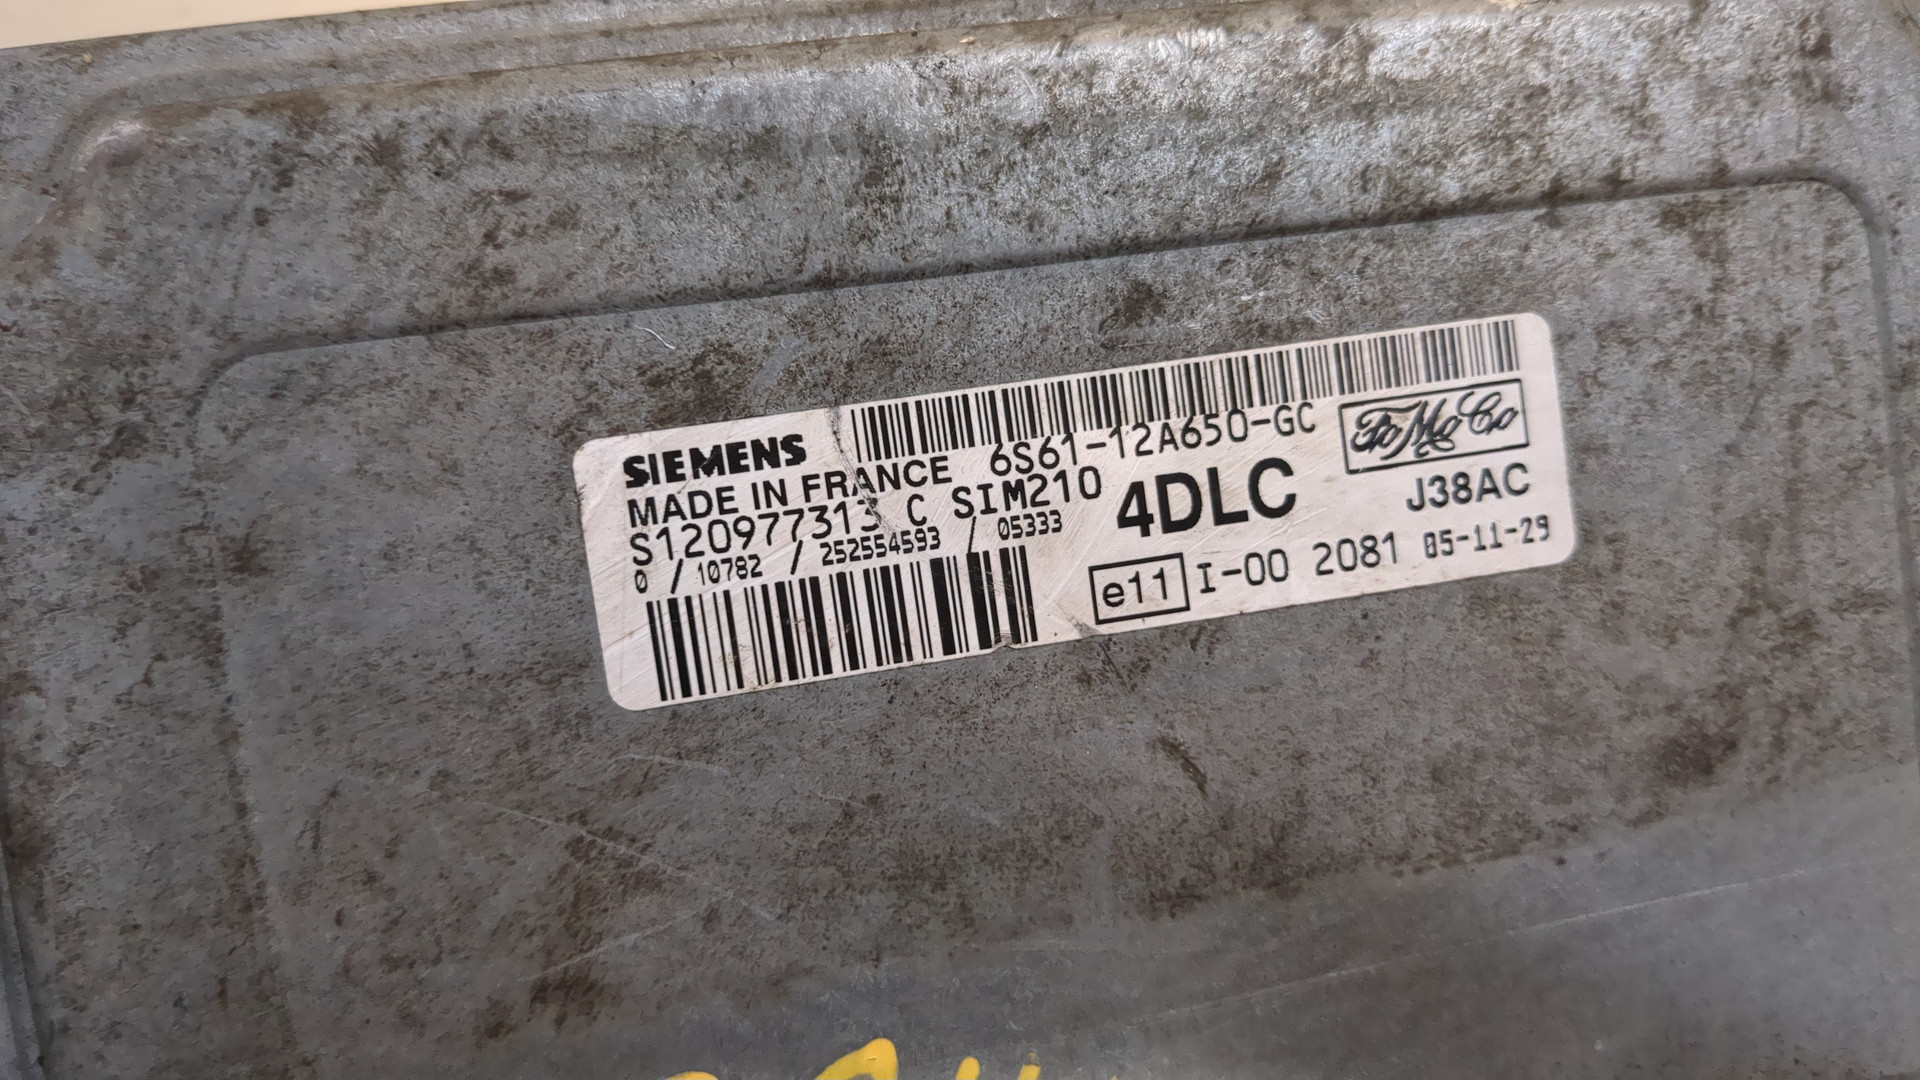 SIEMENS
MADE IN FRANCE 6S61-12A650-GC FoMoCo
S120977313 C SIM210 4DLC J38AC
0 / 10782 / 252554593 / 05333
e11 I-00 2081 05-11-29